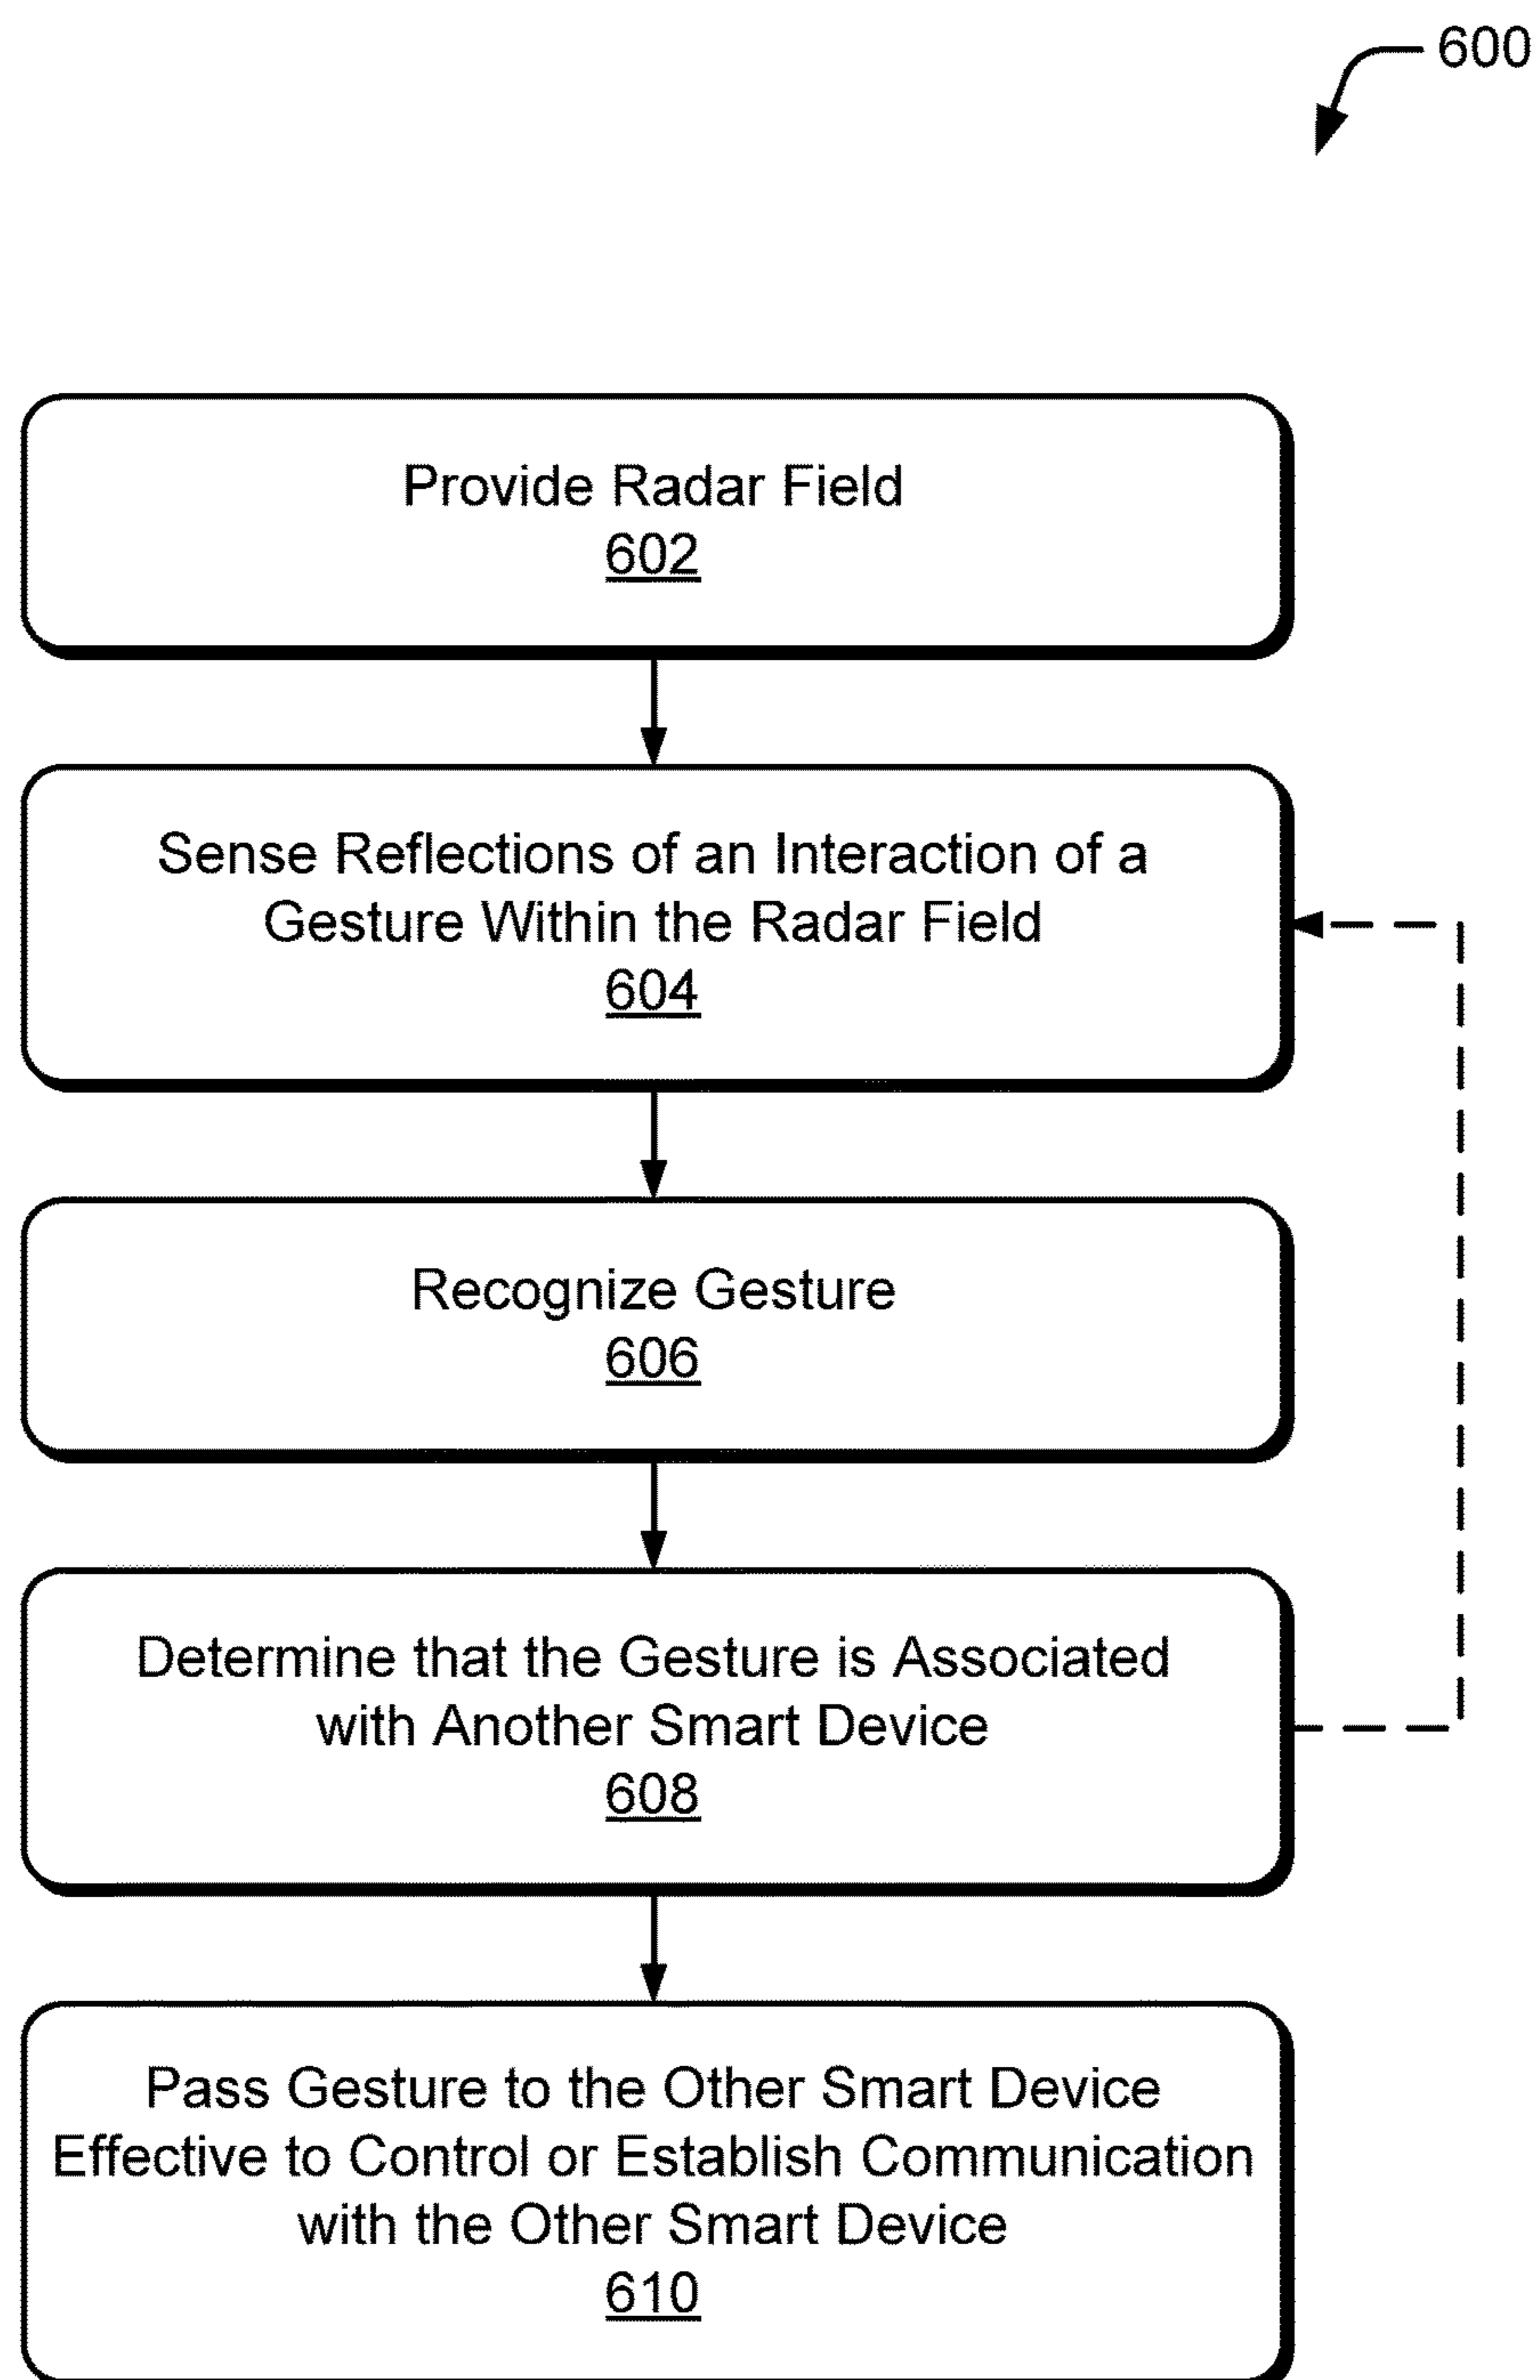 600
Provide Radar Field
602
Sense Reflections of an Interaction of a
Gesture Within the Radar Field
604
Recognize Gesture
606
Determine that the Gesture is Associated
with Another Smart Device
608
Pass Gesture to the Other Smart Device
Effective to Control or Establish Communication
with the Other Smart Device
610